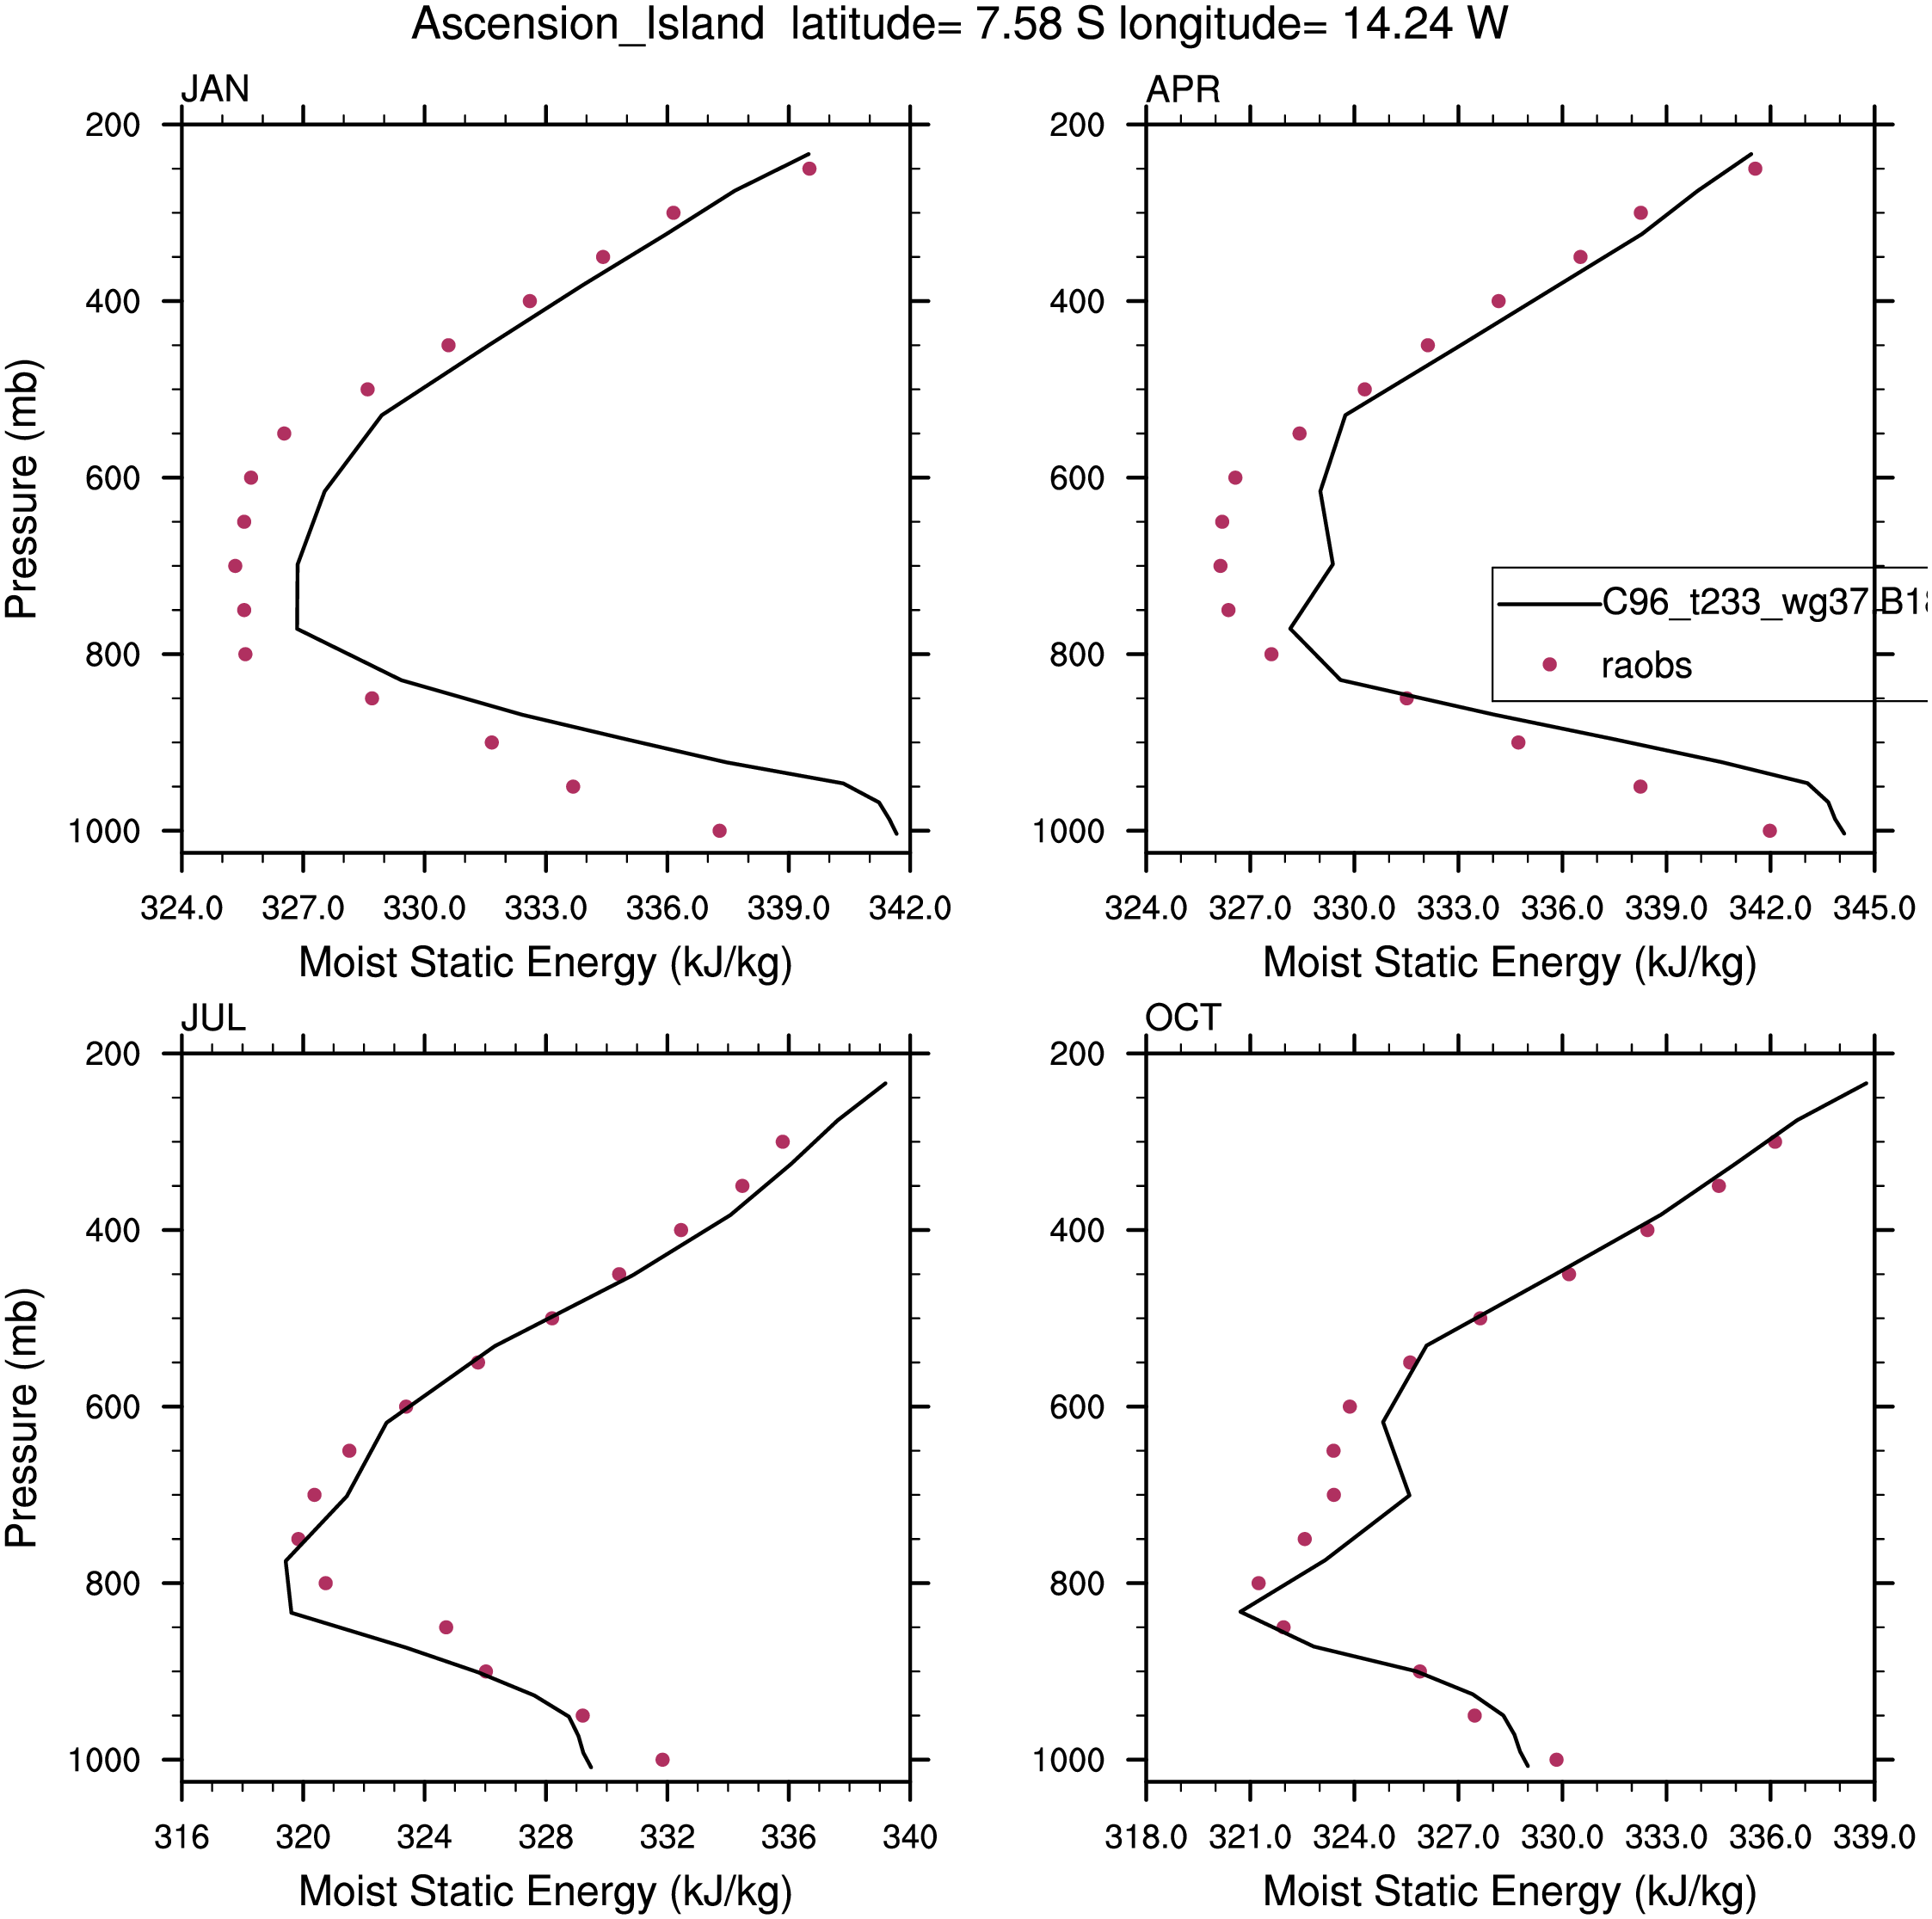 Ascension_Island latitude= 7.58 S longitude= 14.24 W
JAN
200
400
600
800
1000
Pressure (mb)
324.0 327.0 330.0 333.0 336.0 339.0 342.0
Moist Static Energy (kJ/kg)
APR
200
400
600
800
1000
C96_t233_wg37
raobs
324.0 327.0 330.0 333.0 336.0 339.0 342.0 345.0
Moist Static Energy (kJ/kg)
JUL
200
400
600
800
1000
Pressure (mb)
316 320 324 328 332 336 340
Moist Static Energy (kJ/kg)
OCT
200
400
600
800
1000
318.0 321.0 324.0 327.0 330.0 333.0 336.0 339.0
Moist Static Energy (kJ/kg)